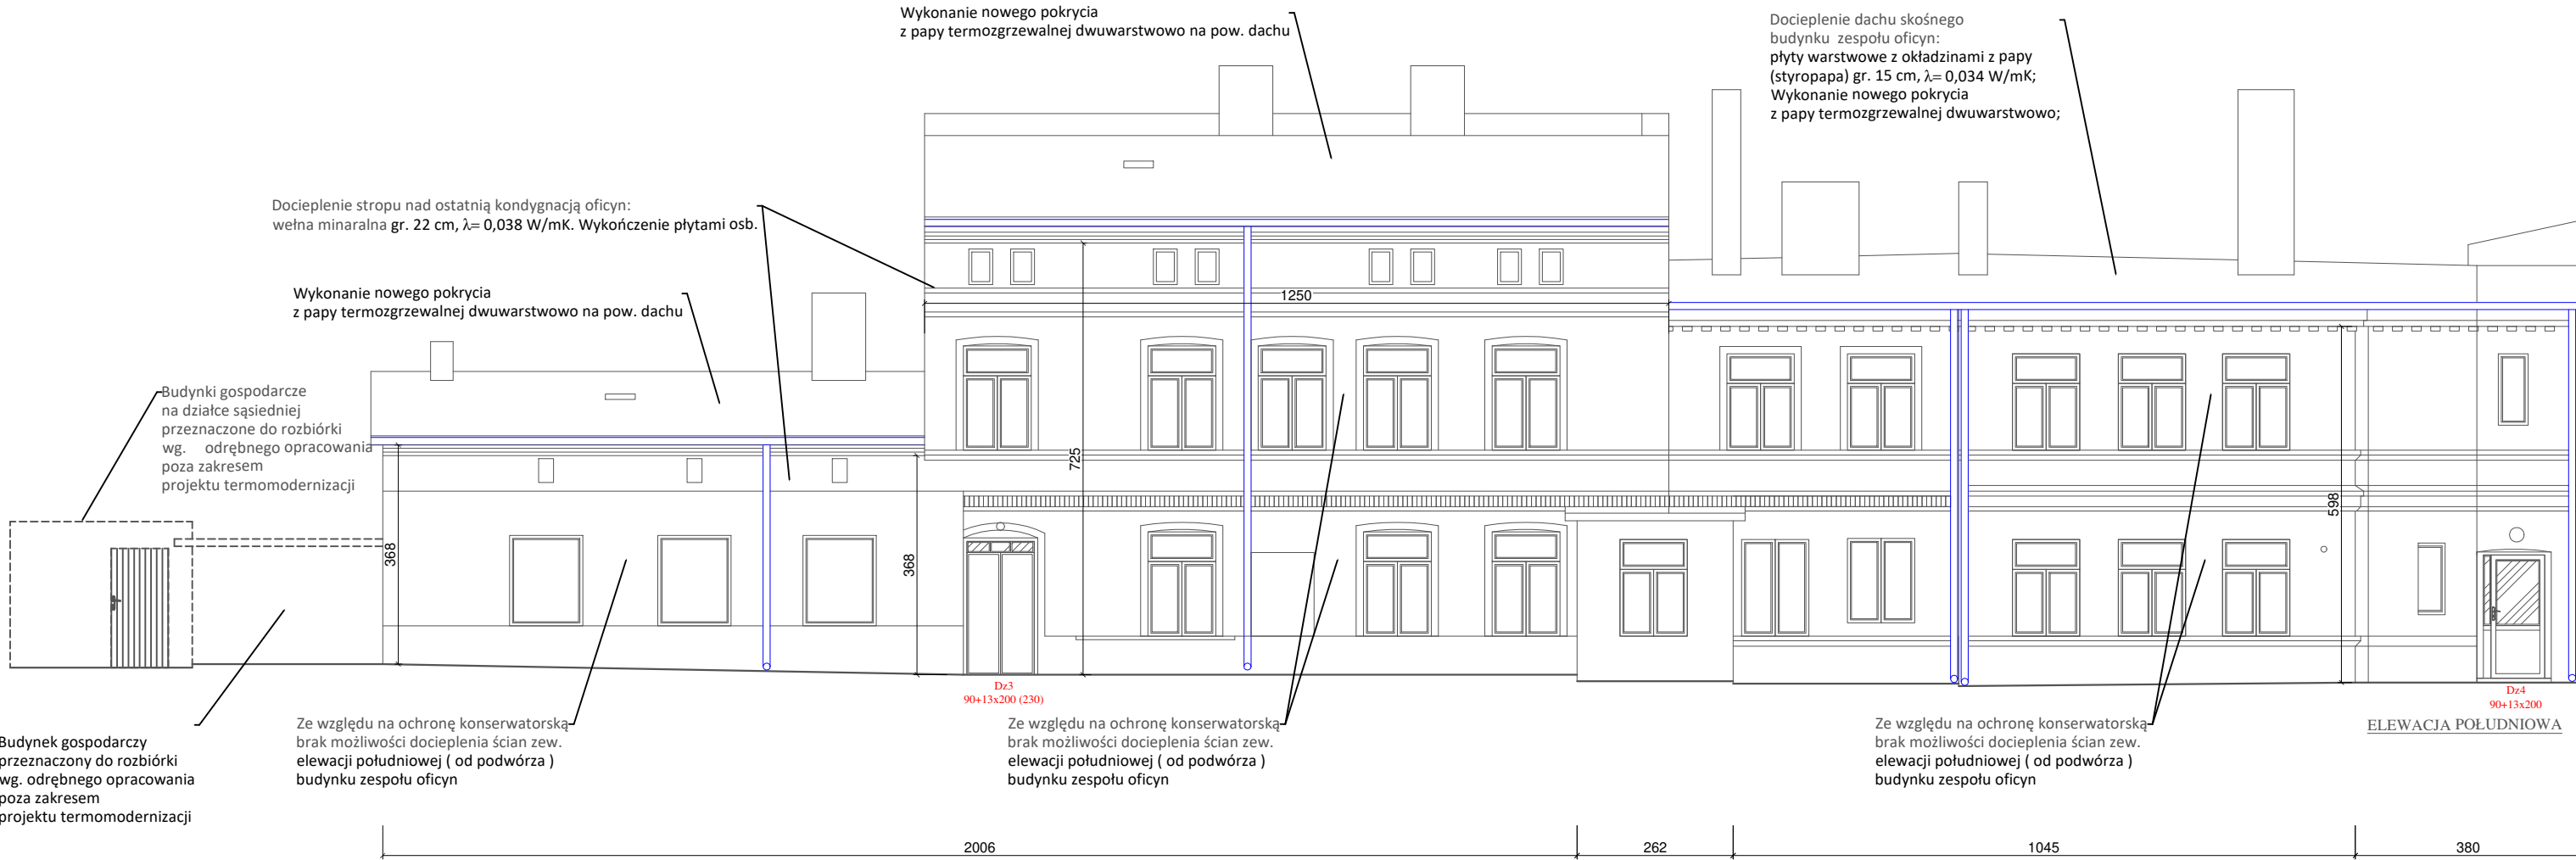 Wykonanie nowego pokrycia
z papy termozgrzewalnej dwuwarstwowo na pow. dachu
Docieplenie dachu skośnego
budynku zespołu oficyn:
płyty warstwowe z okładzinami z papy
(styropapa) gr. 15 cm, λ= 0,034 W/mK;
Wykonanie nowego pokrycia
z papy termozgrzewalnej dwuwarstwowo;
Docieplenie stropu nad ostatnią kondygnacją oficyn:
wełna minaralna gr. 22 cm, λ= 0,038 W/mK. Wykończenie płytami osb.
Wykonanie nowego pokrycia
z papy termozgrzewalnej dwuwarstwowo na pow. dachu
1250
Budynki gospodarcze
na działce sąsiedniej
przeznaczone do rozbiórki
wg. odrębnego opracowania
poza zakresem
projektu termomodernizacji
725
598
368
368
Dz3
90+13x200 (230)
Dz4
90+13x200
ELEWACJA POŁUDNIOWA
Budynek gospodarczy
przeznaczony do rozbiórki
wg. odrębnego opracowania
poza zakresem
projektu termomodernizacji
Ze względu na ochronę konserwatorską
brak możliwości docieplenia ścian zew.
elewacji południowej ( od podwórza )
budynku zespołu oficyn
Ze względu na ochronę konserwatorską
brak możliwości docieplenia ścian zew.
elewacji południowej ( od podwórza )
budynku zespołu oficyn
Ze względu na ochronę konserwatorską
brak możliwości docieplenia ścian zew.
elewacji południowej ( od podwórza )
budynku zespołu oficyn
2006
262
1045
380